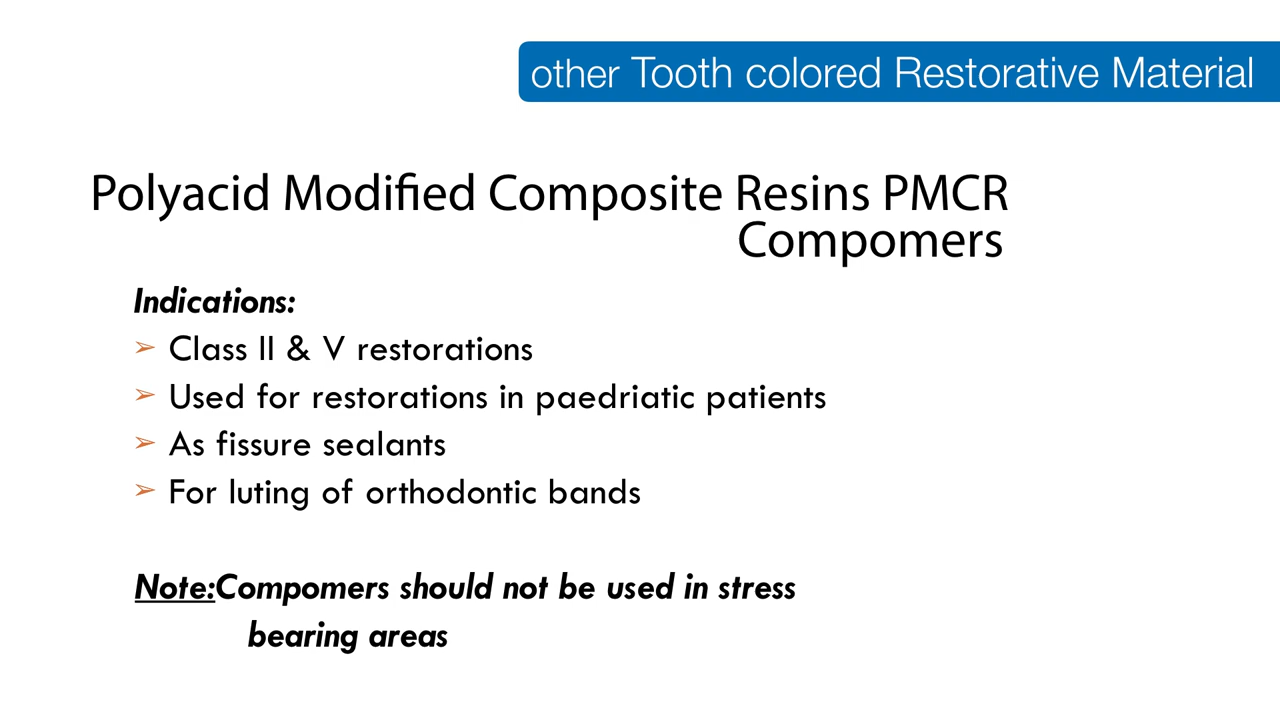 other Tooth colored Restorative Material
Polyacid Modified Composite Resins PMCR
Compomers
Indications:
➢ Class II & V restorations
➢ Used for restorations in paedriatic patients
➢ As fissure sealants
➢ For luting of orthodontic bands
Note:Compomers should not be used in stress
bearing areas